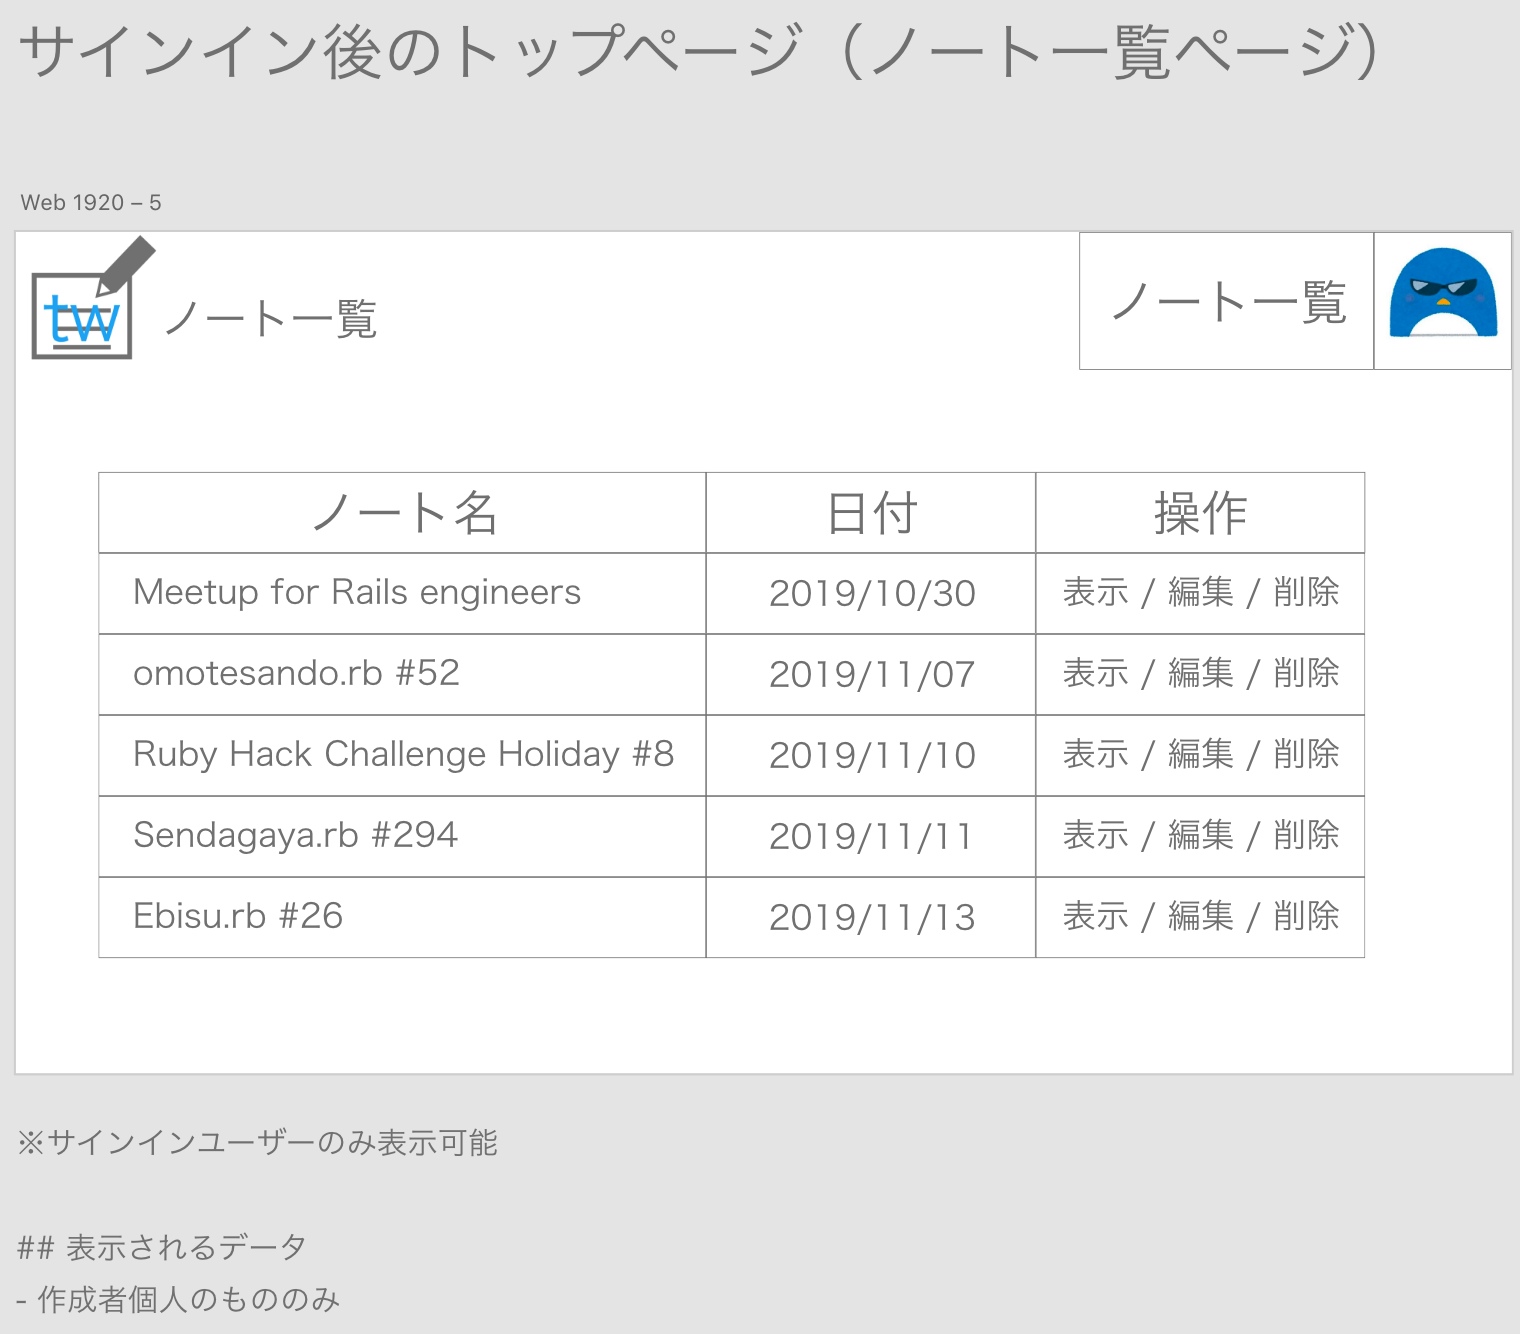 サインイン後のトップページ（ノート一覧ページ）
Web 1920 – 5
tw
ノート一覧
ノート一覧
ノート名 日付 操作
Meetup for Rails engineers 2019/10/30 表示 / 編集 / 削除
omotesando.rb #52 2019/11/07 表示 / 編集 / 削除
Ruby Hack Challenge Holiday #8 2019/11/10 表示 / 編集 / 削除
Sendagaya.rb #294 2019/11/11 表示 / 編集 / 削除
Ebisu.rb #26 2019/11/13 表示 / 編集 / 削除
※サインインユーザーのみ表示可能
## 表示されるデータ
- 作成者個人のもののみ